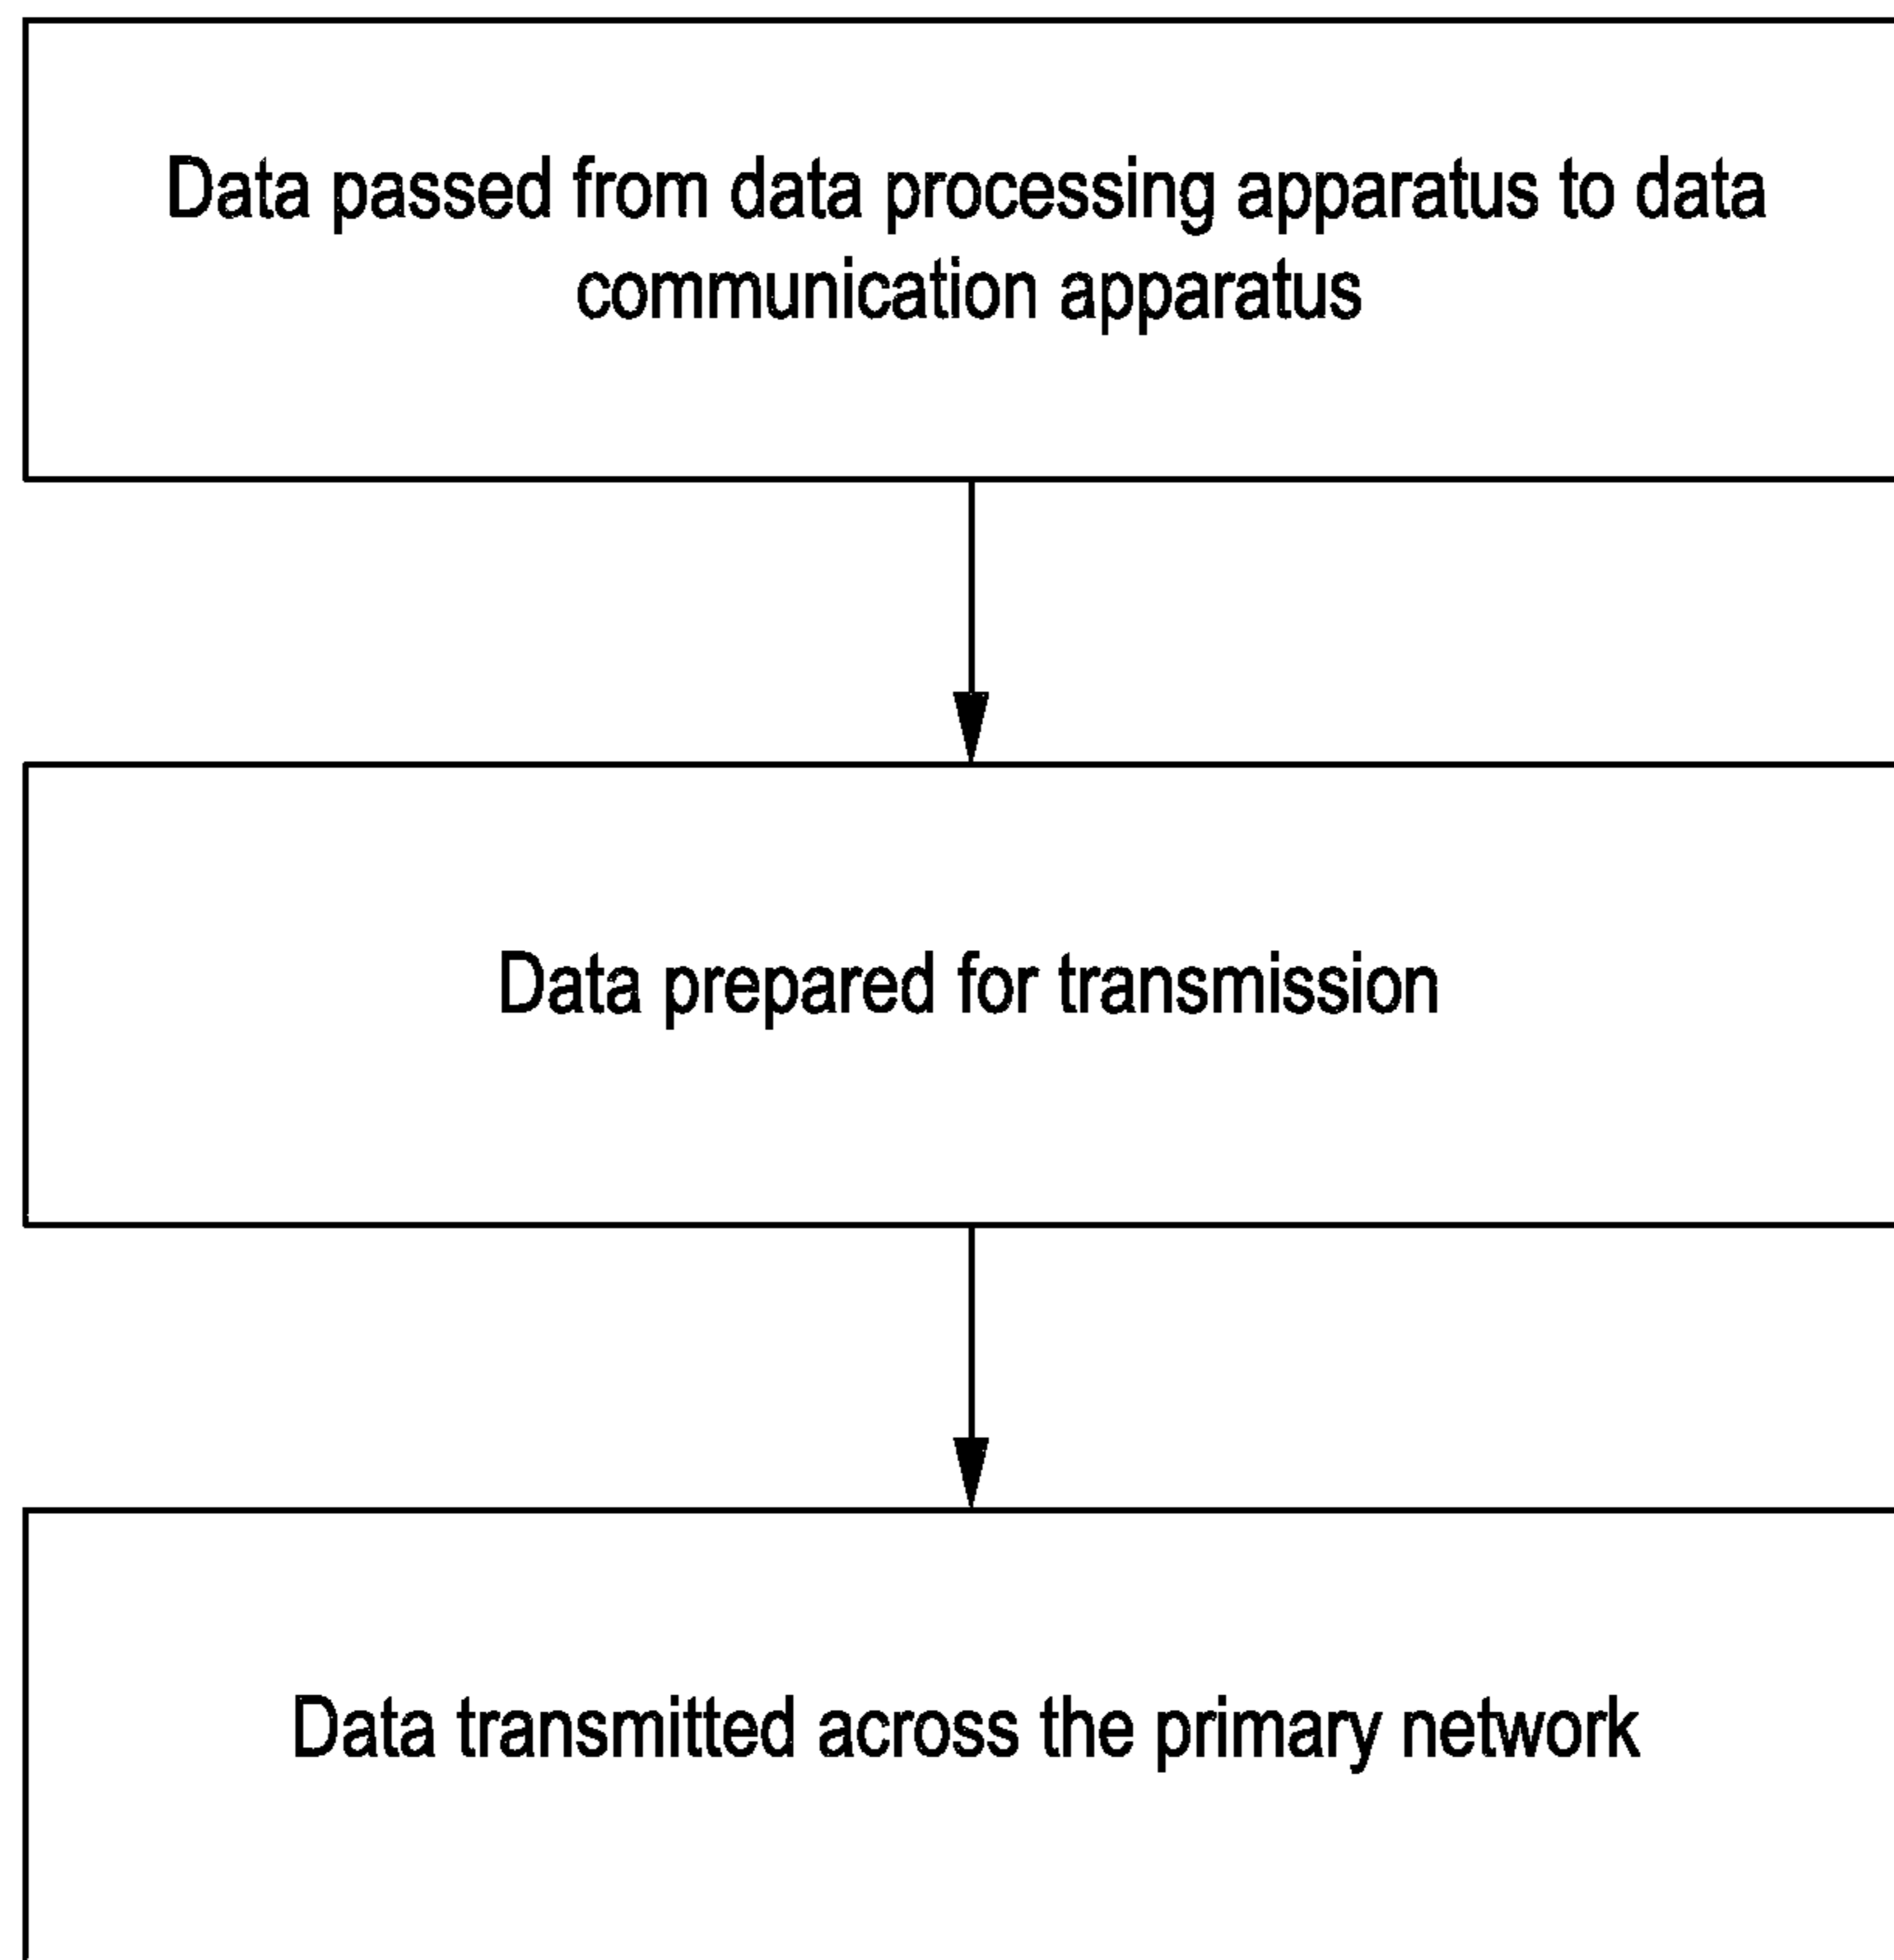 Data passed from data processing apparatus to data
communication apparatus
Data prepared for transmission
Data transmitted across the primary network